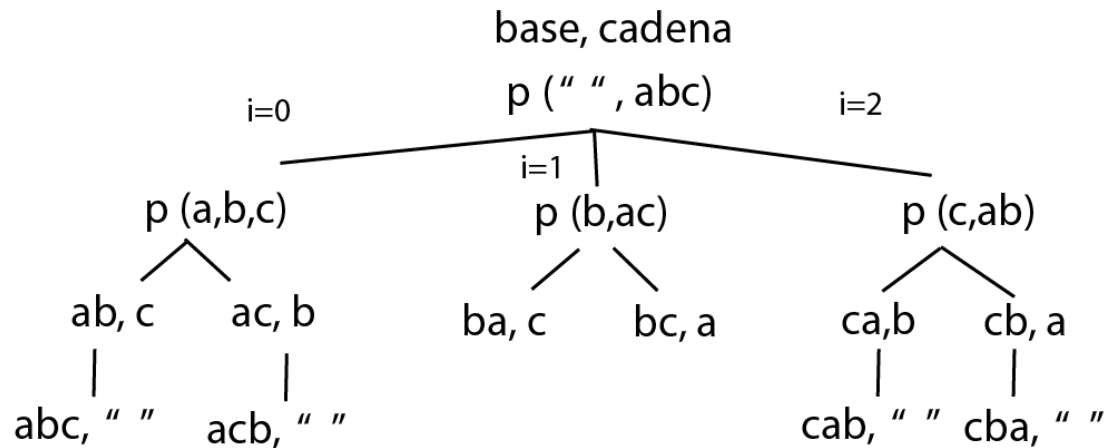 base, cadena
p (“ “ , abc)
i=0
i=2
i=1
p (a,b,c)
p (b,ac)
p (c,ab)
ab, c
ac, b
ba, c
bc, a
ca,b
cb, a
abc, “ ”
acb, “ ”
cab, “ ”
cba, “ ”